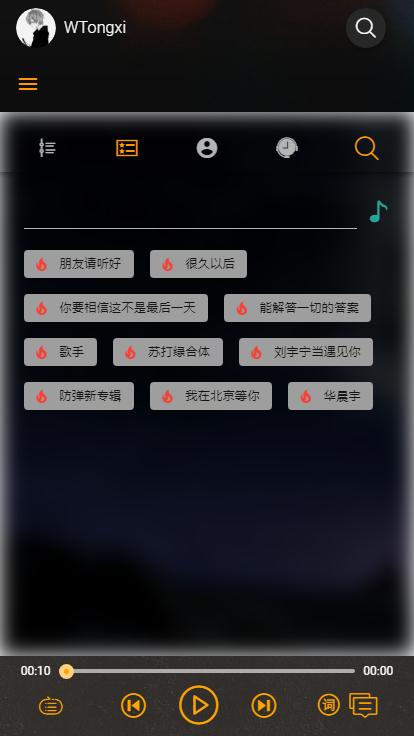 WTongxi
朋友请听好 很久以后
你要相信这不是最后一天 能解答一切的答案
歌手 苏打绿合体 刘宇宁当遇见你
防弹新专辑 我在北京等你 华晨宇
00:10 00:00
词